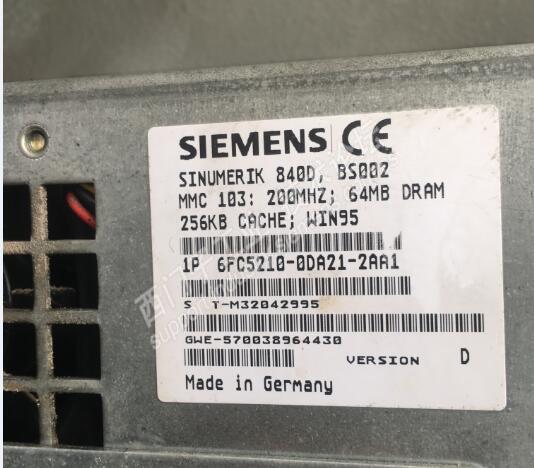 SIEMENS CE
SINUMERIK 840D, BS002
MMC 103: 200MHZ; 64MB DRAM
256KB CACHE; WIN95
1P 6FC5210-0DA21-2AA1
S T-M32042995
GWE-570038964430
VERSION D
Made in Germany